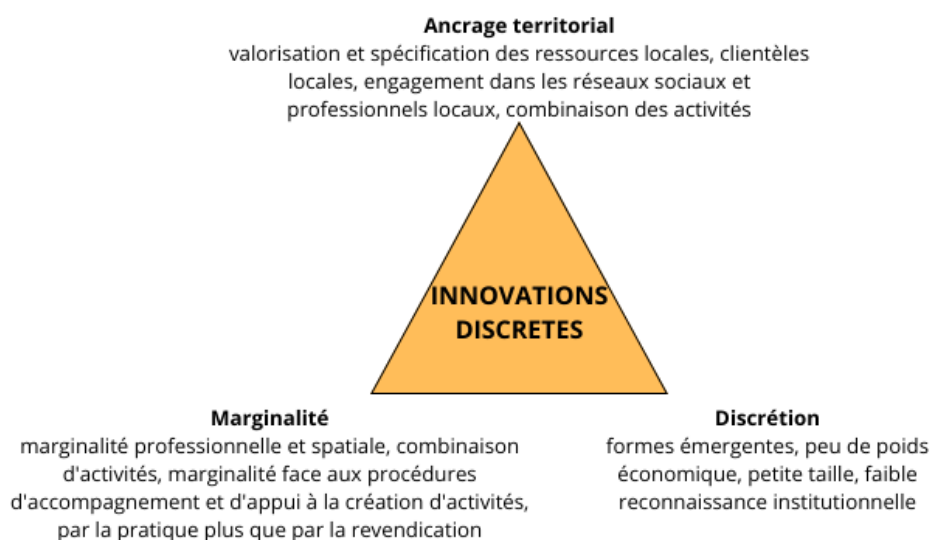 Ancrage territorial
valorisation et spécification des ressources locales, clientèles
locales, engagement dans les réseaux sociaux et
professionnels locaux, combinaison des activités
INNOVATIONS
DISCRETES
Marginalité
marginalité professionnelle et spatiale, combinaison
d'activités, marginalité face aux procédures
d'accompagnement et d'appui à la création d'activités,
par la pratique plus que par la revendication
Discrétion
formes émergentes, peu de poids
économique, petite taille, faible
reconnaissance institutionnelle